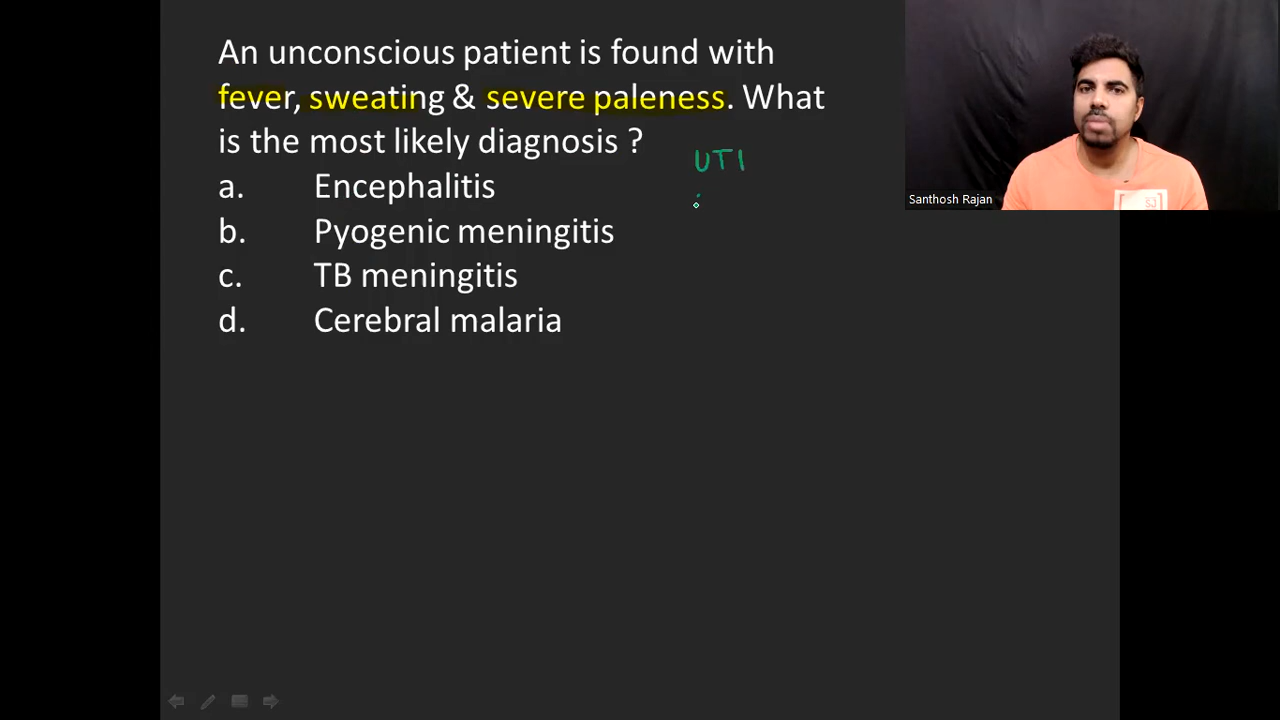 An unconscious patient is found with
fever, sweating & severe paleness. What
is the most likely diagnosis ?
UTI
a. Encephalitis
b. Pyogenic meningitis
c. TB meningitis
d. Cerebral malaria
Santhosh Rajan
SJ